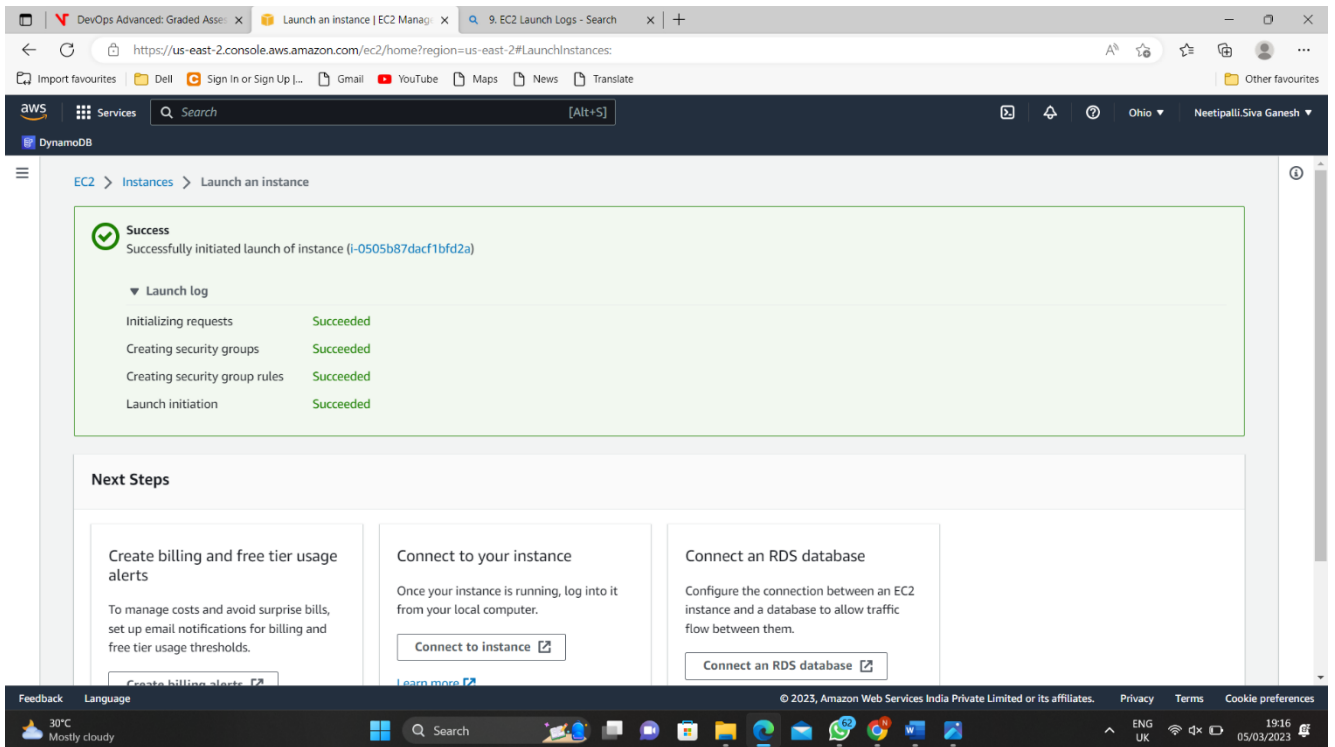 DevOps Advanced: Graded Asse
Launch an instance | EC2 Manag
9. EC2 Launch Logs - Search
https://us-east-2.console.aws.amazon.com/ec2/home?region=us-east-2#LaunchInstances:
Import favourites
Dell
Sign In or Sign Up |...
Gmail
YouTube
Maps
News
Translate
Other favourites
aws
Services
Search
[Alt+S]
Ohio
Neetipalli.Siva Ganesh
DynamoDB
EC2 > Instances > Launch an instance
Success
Successfully initiated launch of instance (i-0505b87dacf1bfd2a)
Launch log
Initializing requests Succeeded
Creating security groups Succeeded
Creating security group rules Succeeded
Launch initiation Succeeded
Next Steps
Create billing and free tier usage
alerts
To manage costs and avoid surprise bills,
set up email notifications for billing and
free tier usage thresholds.
Create billing alerts
Connect to your instance
Once your instance is running, log into it
from your local computer.
Connect to instance
Learn more
Connect an RDS database
Configure the connection between an EC2
instance and a database to allow traffic
flow between them.
Connect an RDS database
Feedback
Language
© 2023, Amazon Web Services India Private Limited or its affiliates.
Privacy
Terms
Cookie preferences
30°C
Mostly cloudy
Search
62
ENG
UK
19:16
05/03/2023